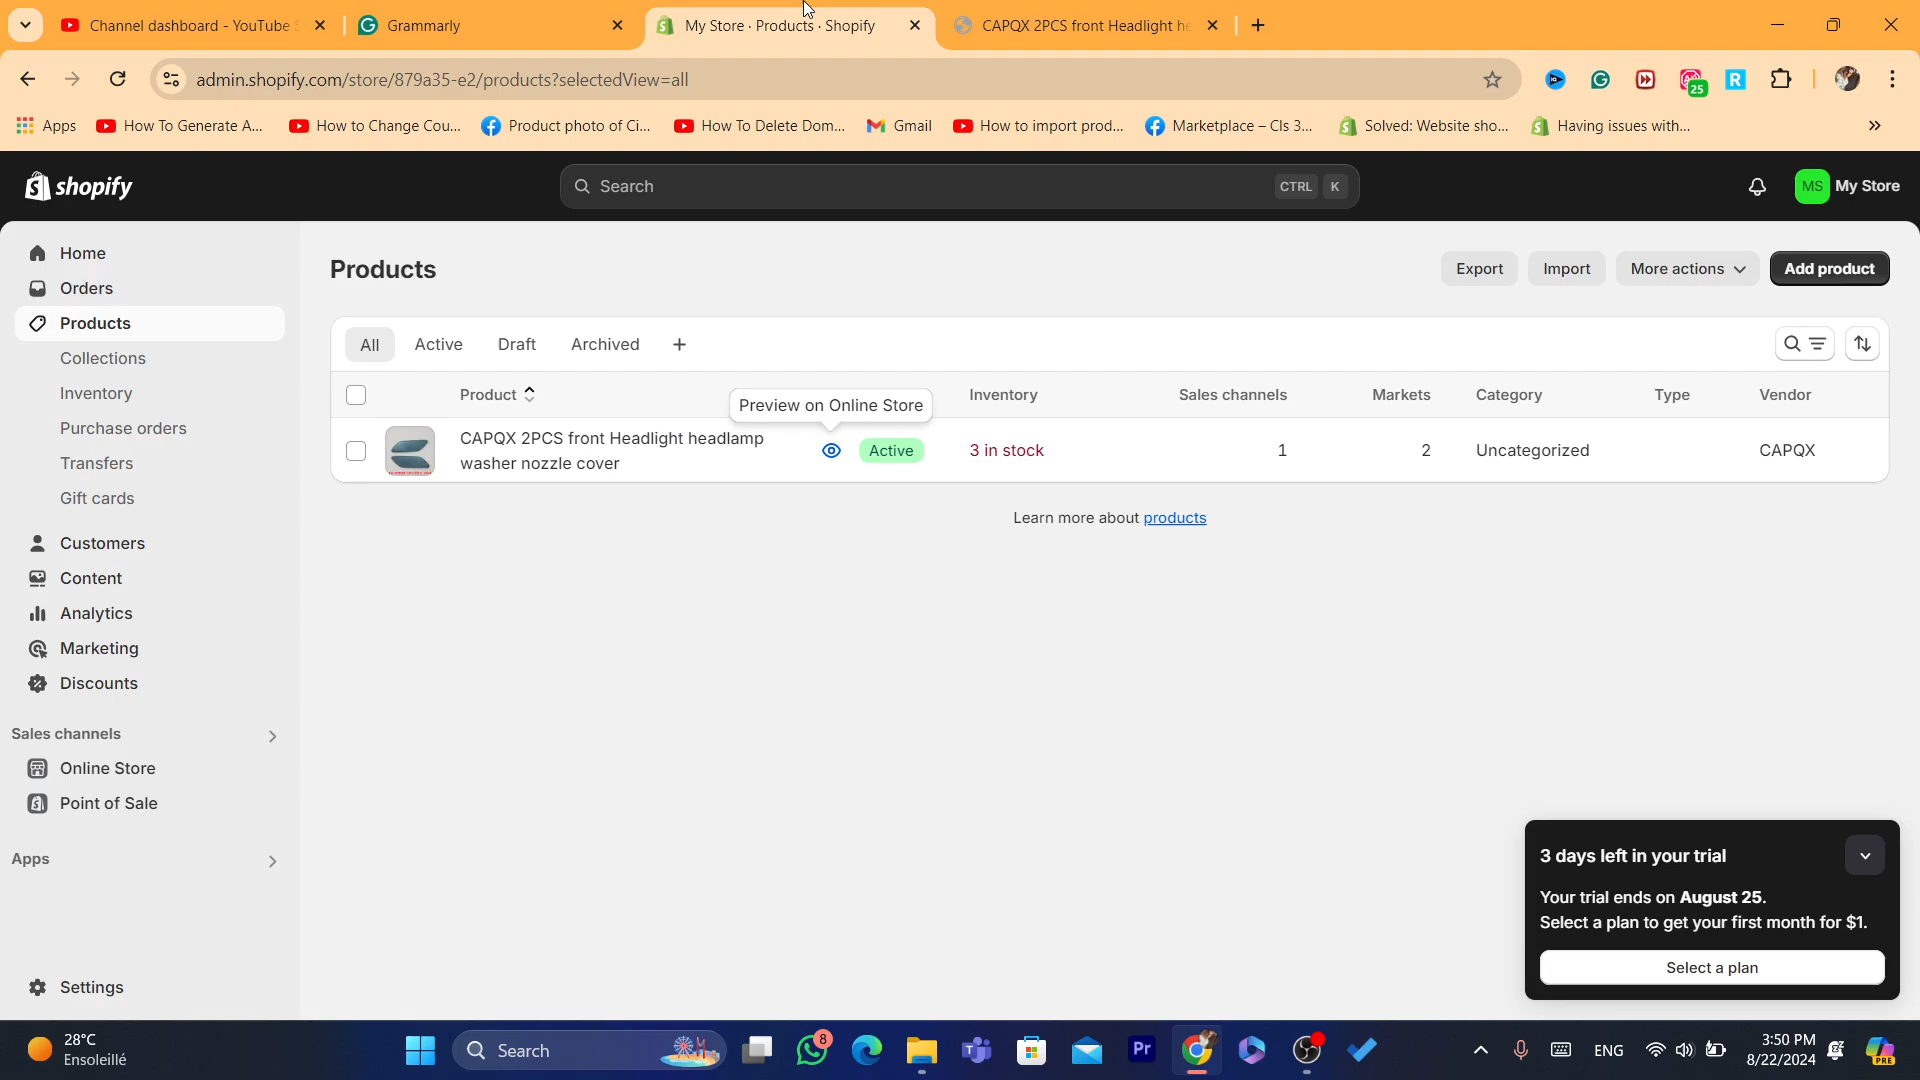 Channel dashboard - YouTube S
Grammarly
My Store · Products · Shopify
CAPQX 2PCS front Headlight he
admin.shopify.com/store/879a35-e2/products?selectedView=all
25
Apps
How To Generate A...
How to Change Cou...
Product photo of Ci...
How To Delete Dom...
Gmail
How to import prod...
Marketplace – Cls 3...
Solved: Website sho...
Having issues with...
shopify
Search
CTRL K
MS
My Store
Home
Orders
Products
Collections
Inventory
Purchase orders
Transfers
Gift cards
Customers
Content
Analytics
Marketing
Discounts
Sales channels
Online Store
Point of Sale
Apps
Settings
Products
Export
Import
More actions
Add product
All
Active
Draft
Archived
Product
Preview on Online Store
Inventory
Sales channels
Markets
Category
Type
Vendor
CAPQX 2PCS front Headlight headlamp
washer nozzle cover
Active
3 in stock
1
2
Uncategorized
CAPQX
Learn more about products
3 days left in your trial
Your trial ends on August 25.
Select a plan to get your first month for $1.
Select a plan
28°C
Ensoleillé
Search
8
Pr
ENG
3:50 PM
8/22/2024
PRE